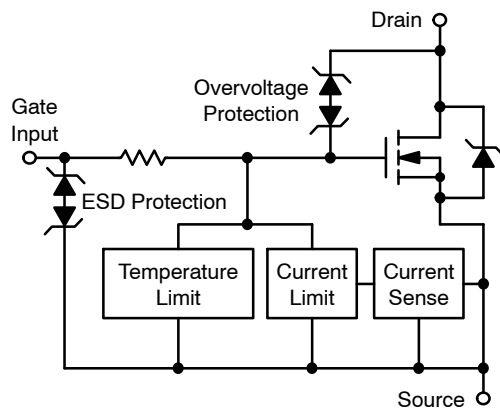 Drain
Overvoltage
Protection
Gate
Input
ESD Protection
Temperature
Limit
Current
Limit
Current
Sense
Source